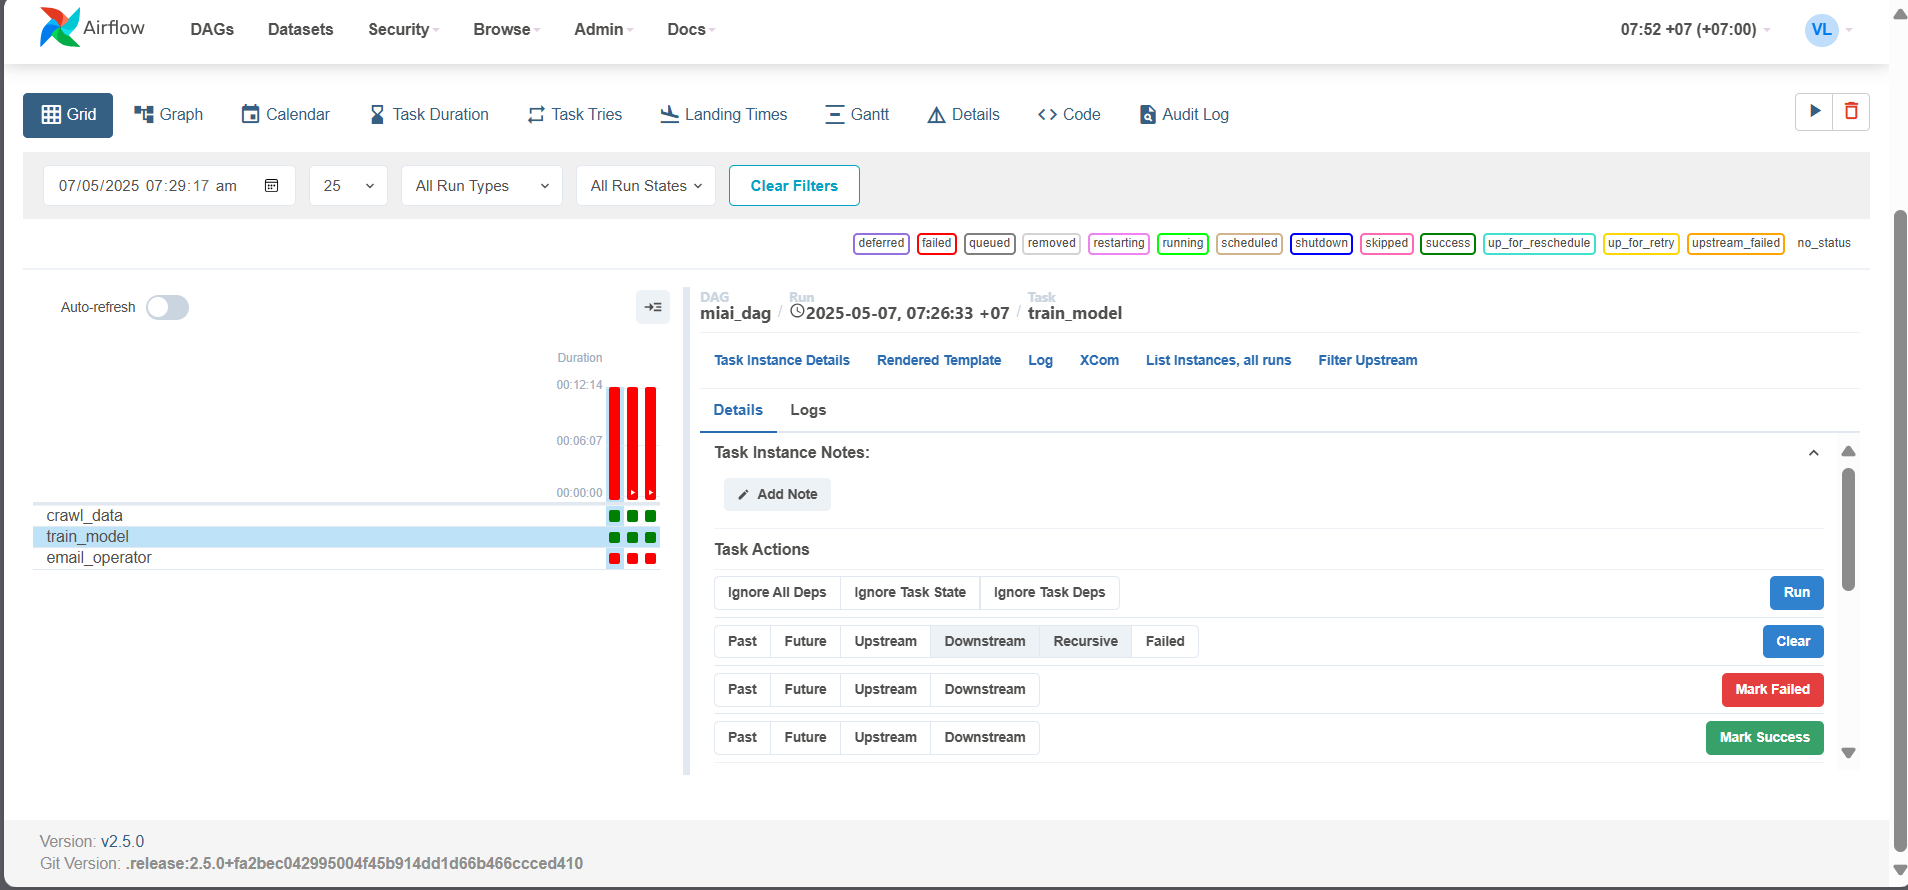 Airflow DAGs Datasets Security Browse Admin Docs 07:52 +07 (+07:00) VL
Grid Graph Calendar Task Duration Task Tries Landing Times Gantt Details Code Audit Log
07/05/2025 07:29:17 am 25 All Run Types All Run States Clear Filters
deferred failed queued removed restarting running scheduled shutdown skipped success up_for_reschedule up_for_retry upstream_failed no_status
Auto-refresh
Duration
00:12:14
00:06:07
00:00:00
crawl_data
train_model
email_operator
DAG Run Task
miai_dag / 2025-05-07, 07:26:33 +07 / train_model
Task Instance Details Rendered Template Log XCom List Instances, all runs Filter Upstream
Details Logs
Task Instance Notes:
Add Note
Task Actions
Ignore All Deps Ignore Task State Ignore Task Deps Run
Past Future Upstream Downstream Recursive Failed Clear
Past Future Upstream Downstream Mark Failed
Past Future Upstream Downstream Mark Success
Version: v2.5.0
Git Version: .release:2.5.0+fa2bec042995004f45b914dd1d66b466ccced410